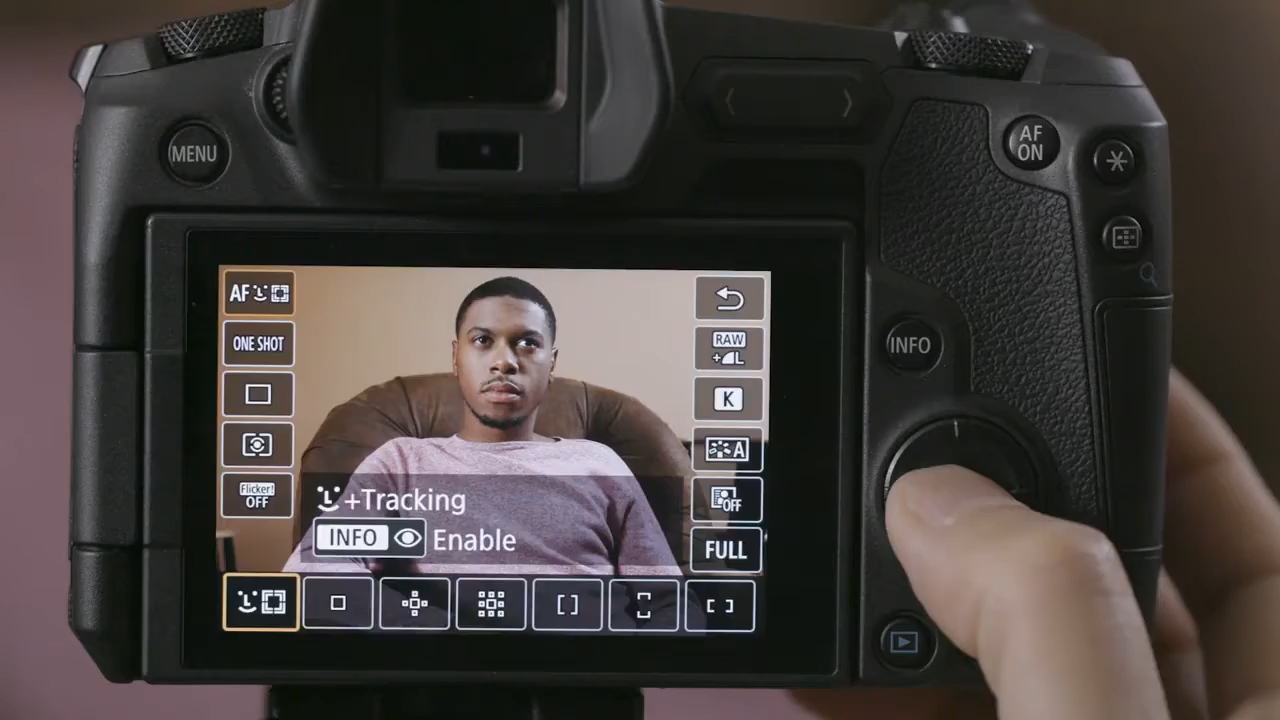 MENU
AF
ON
INFO
AF
ONE SHOT
Flicker!
OFF
RAW
+L
K
A
OFF
FULL
+Tracking
INFO Enable